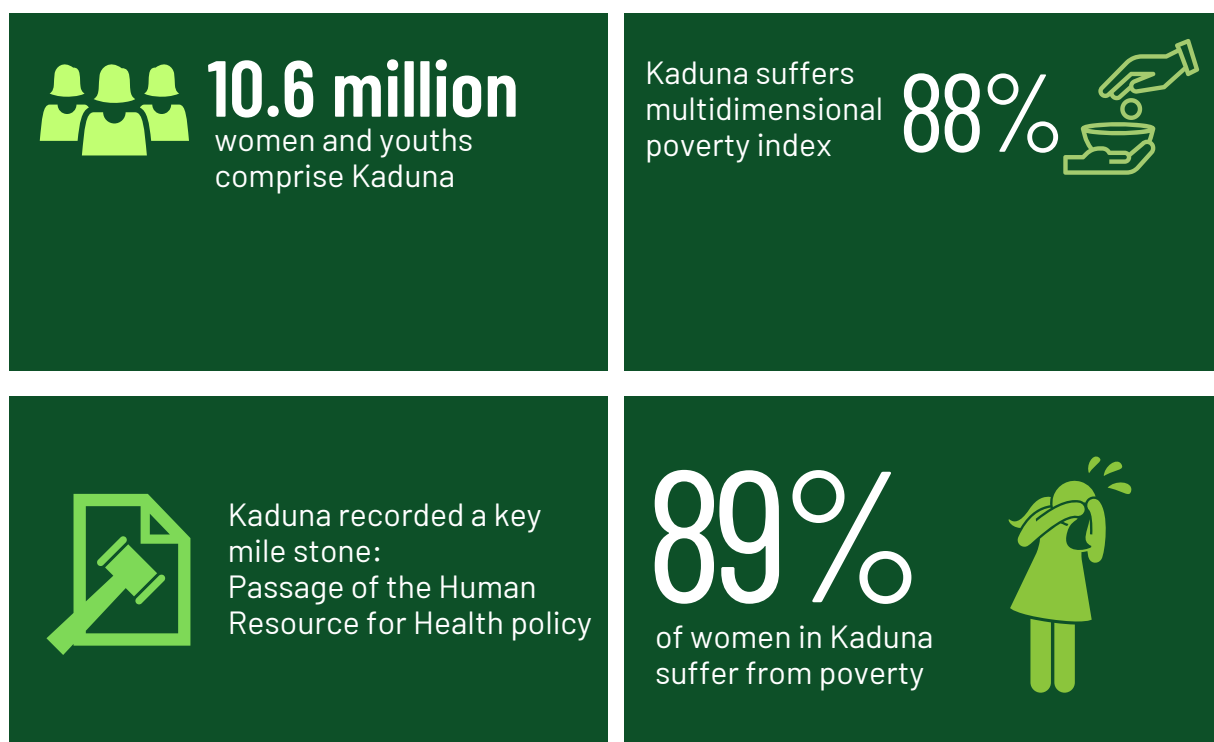 10.6 million
women and youths
comprise Kaduna
Kaduna suffers
multidimensional
poverty index
88%
Kaduna recorded a key
mile stone:
Passage of the Human
Resource for Health policy
89%
of women in Kaduna
suffer from poverty